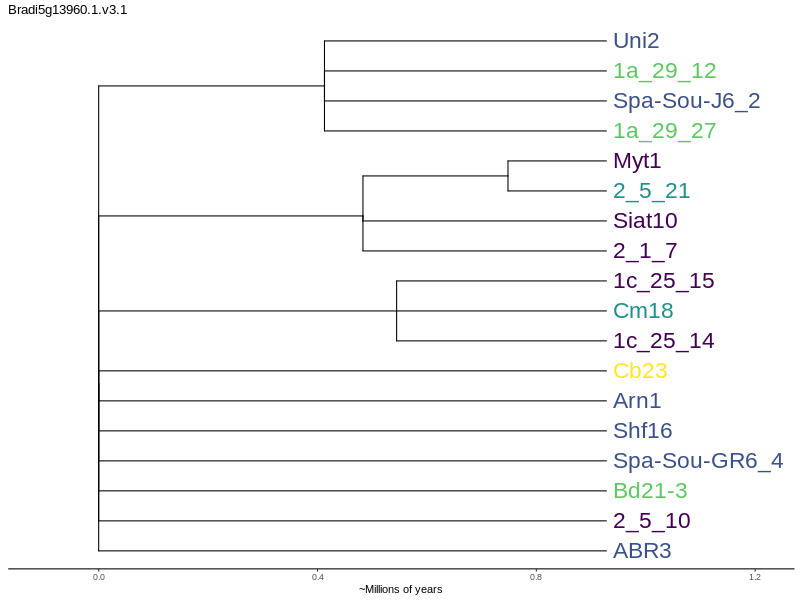 Bradi5g13960.1.v3.1
Uni2
1a_29_12
Spa-Sou-J6_2
1a_29_27
Myt1
2_5_21
Siat10
2_1_7
1c_25_15
Cm18
1c_25_14
Cb23
Arn1
Shf16
Spa-Sou-GR6_4
Bd21-3
2_5_10
ABR3
0.0 0.4 0.8 1.2
~Millions of years